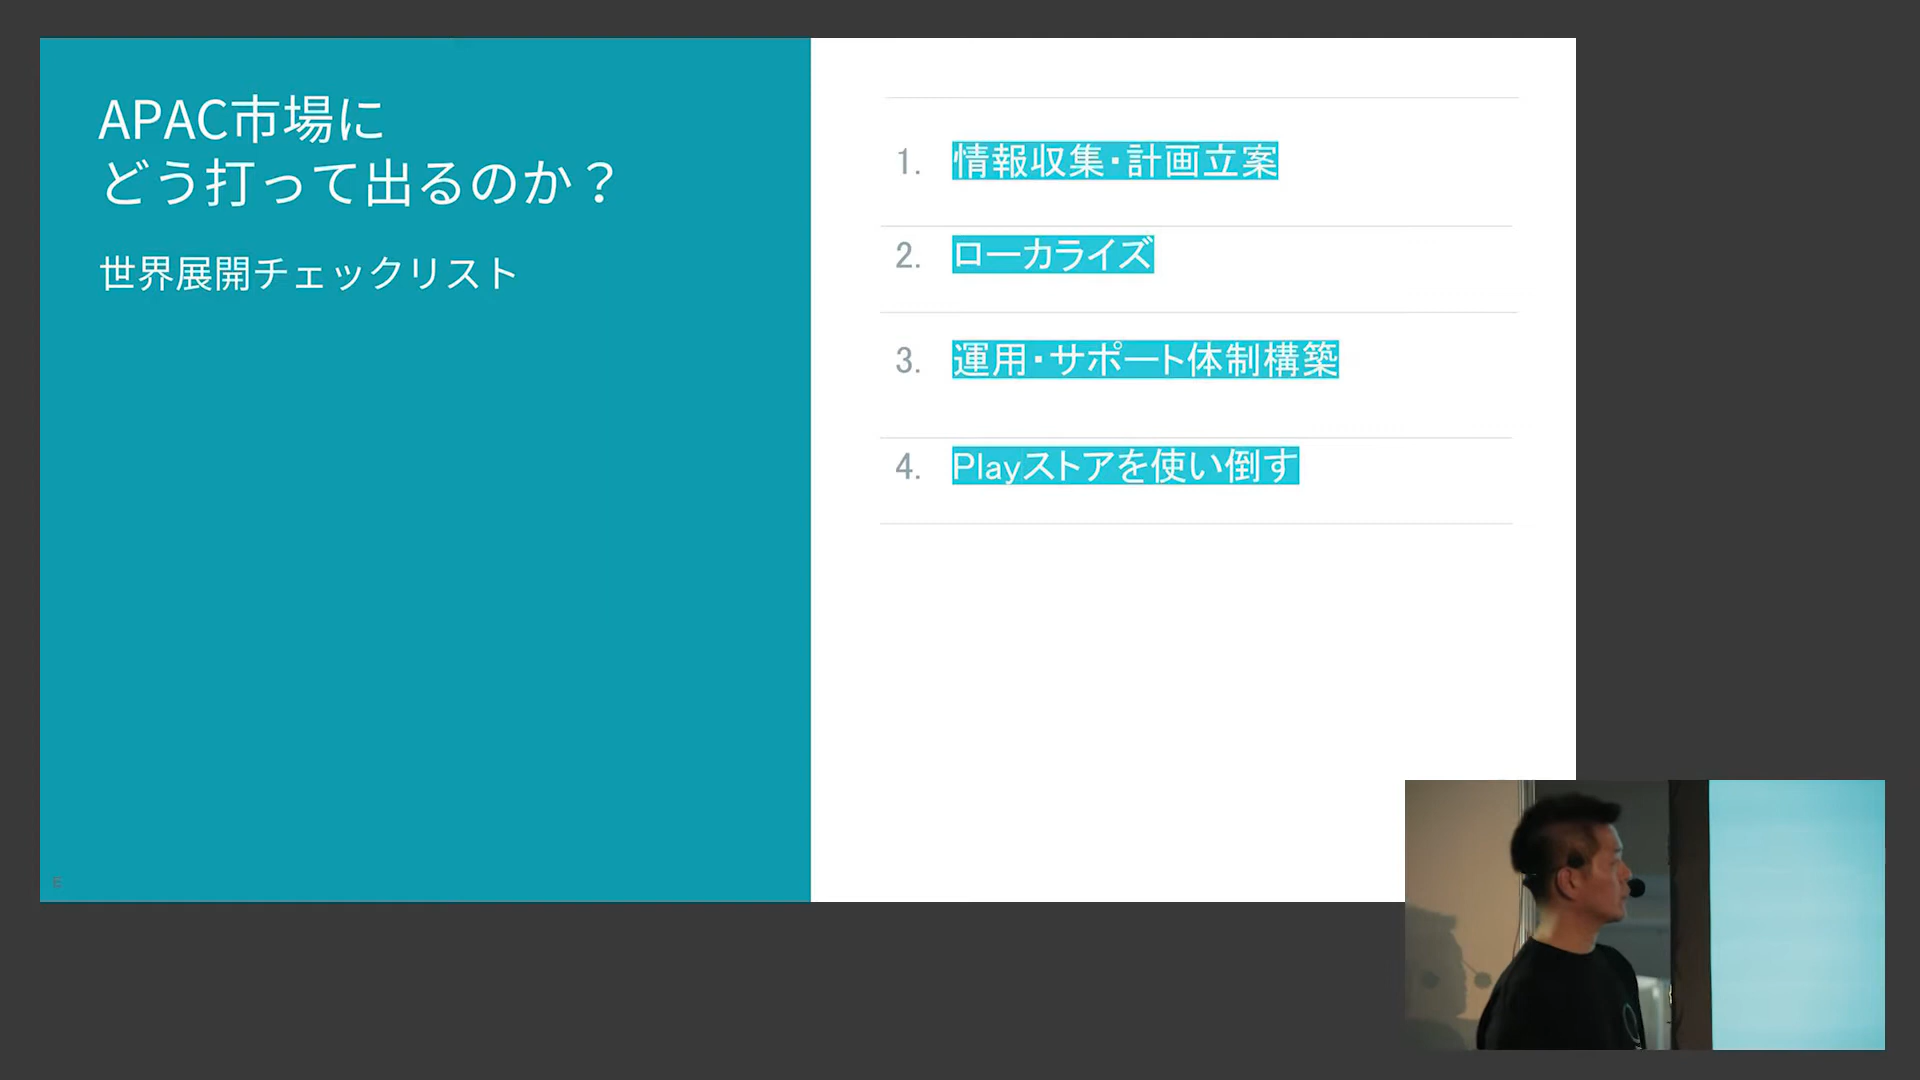 APAC市場に
どう打って出るのか？
世界展開チェックリスト
1. 情報収集・計画立案
2. ローカライズ
3. 運用・サポート体制構築
4. Playストアを使い倒す